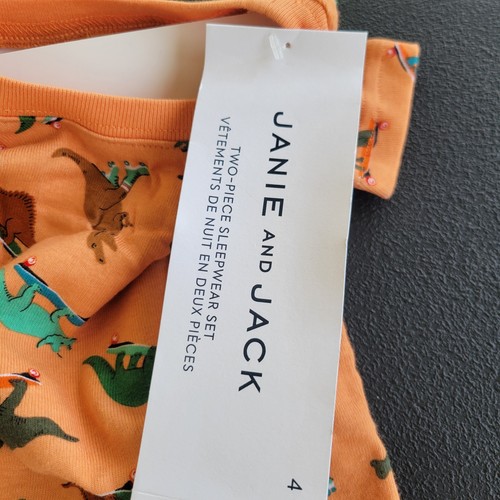 JANIE AND JACK
TWO-PIECE SLEEPWEAR SET
VÊTEMENTS DE NUIT EN DEUX PIÈCES
4